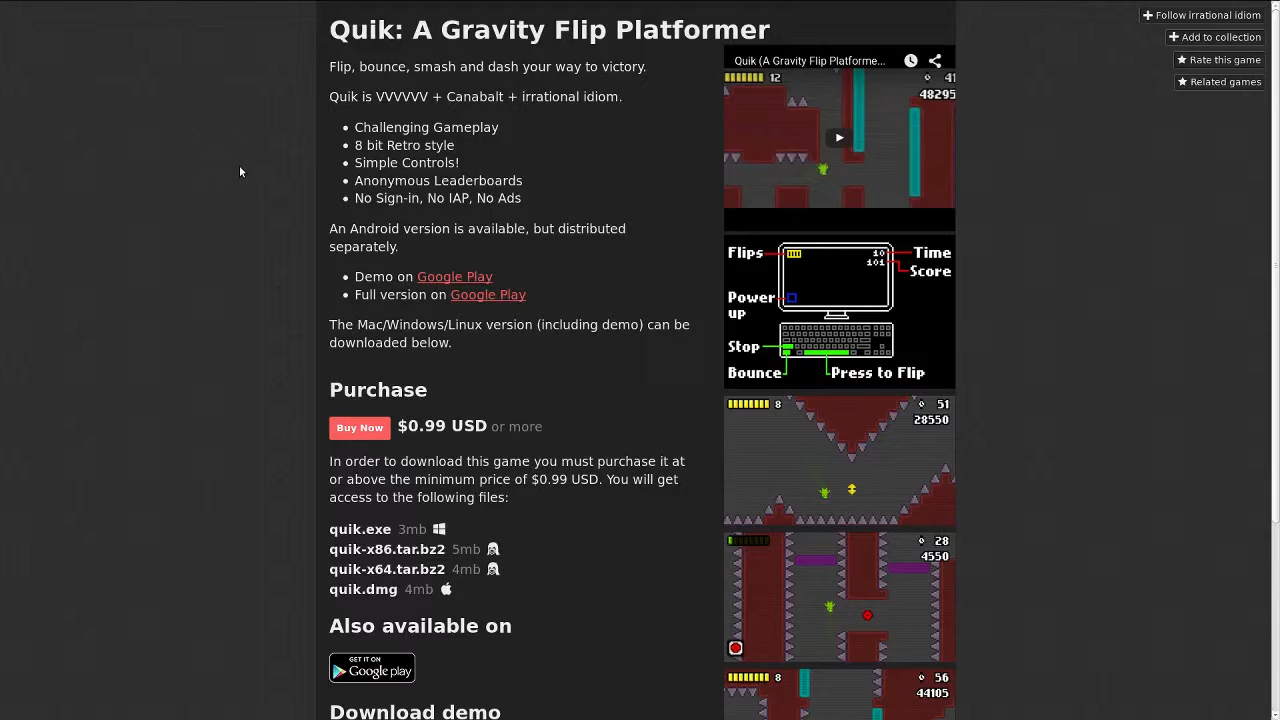 Quik: A Gravity Flip Platformer
Flip, bounce, smash and dash your way to victory.
Quik is VVVVVV + Canabalt + irrational idiom.
Challenging Gameplay
8 bit Retro style
Simple Controls!
Anonymous Leaderboards
No Sign-in, No IAP, No Ads
An Android version is available, but distributed
separately.
Demo on Google Play
Full version on Google Play
The Mac/Windows/Linux version (including demo) can be
downloaded below.
Purchase
Buy Now $0.99 USD or more
In order to download this game you must purchase it at
or above the minimum price of $0.99 USD. You will get
access to the following files:
quik.exe 3mb
quik-x86.tar.bz2 5mb
quik-x64.tar.bz2 4mb
quik.dmg 4mb
Also available on
GET IT ON
Google play
Download demo
Quik (A Gravity Flip Platforme...
12 41
48295
Flips 10 Time
101 Score
Power
up
Stop
Bounce Press to Flip
8 51
28550
28
4550
8 56
44105
Follow irrational idiom
Add to collection
Rate this game
Related games